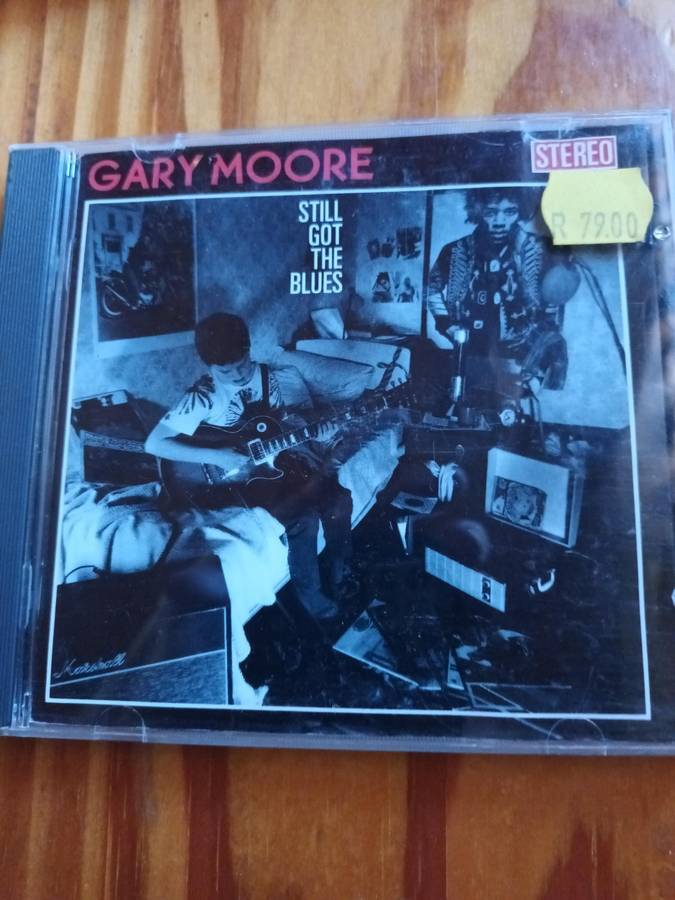 GARY MOORE
STEREO
R 79.00
STILL
GOT
THE
BLUES
Marshall